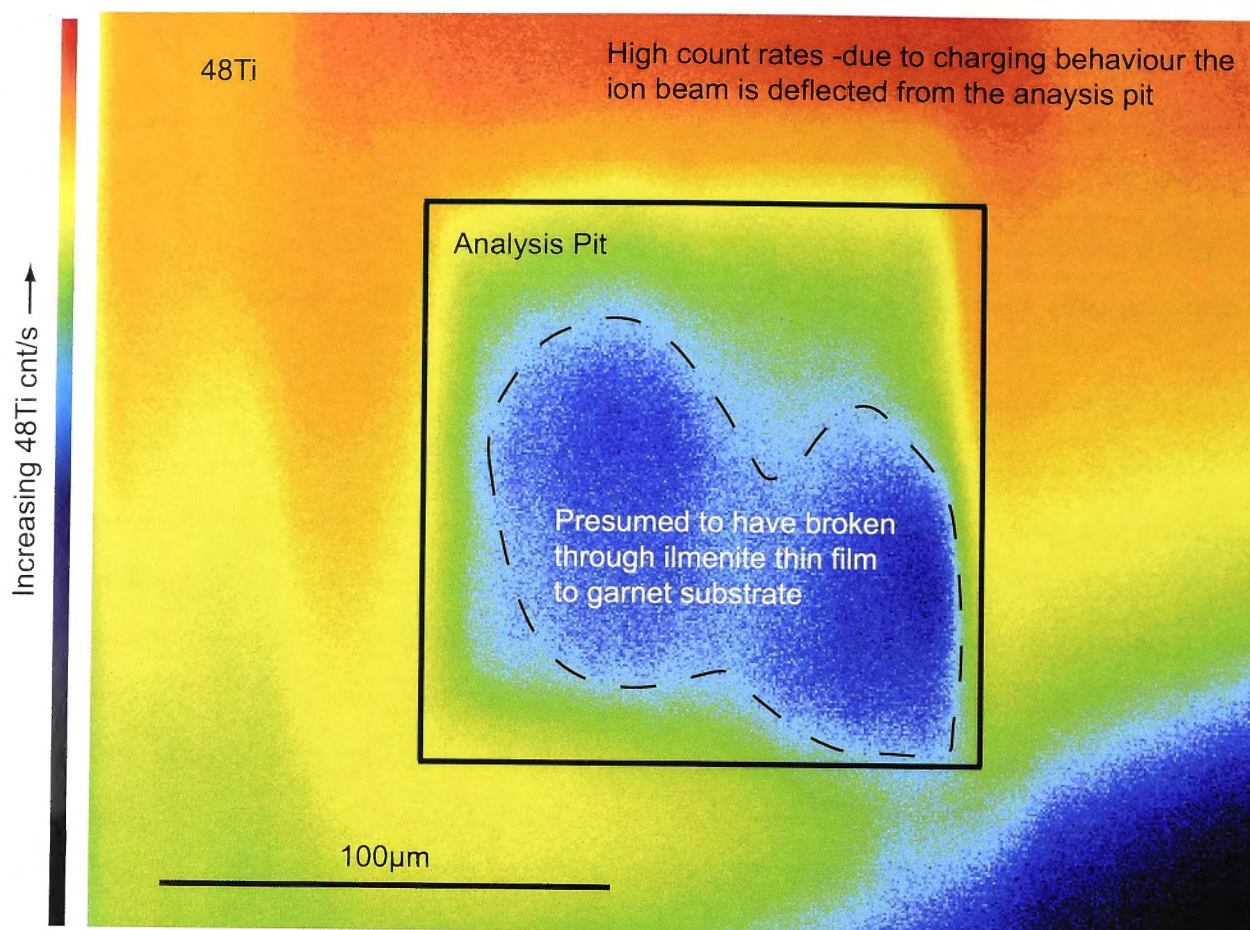 48Ti
High count rates -due to charging behaviour the
ion beam is deflected from the anaysis pit
Analysis Pit
Increasing 48Ti cnt/s
Presumed to have broken
through ilmenite thin film
to garnet substrate
100µm